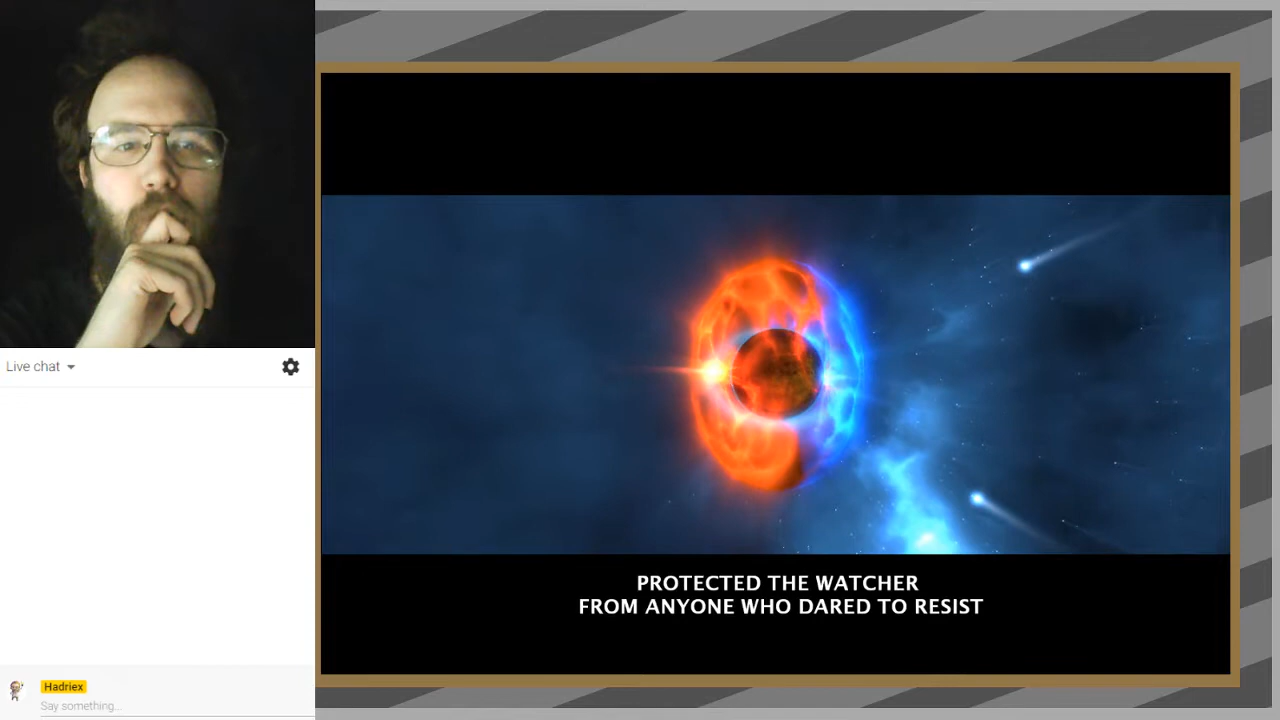 Live chat
Hadriex
Say something...
PROTECTED THE WATCHER
FROM ANYONE WHO DARED TO RESIST